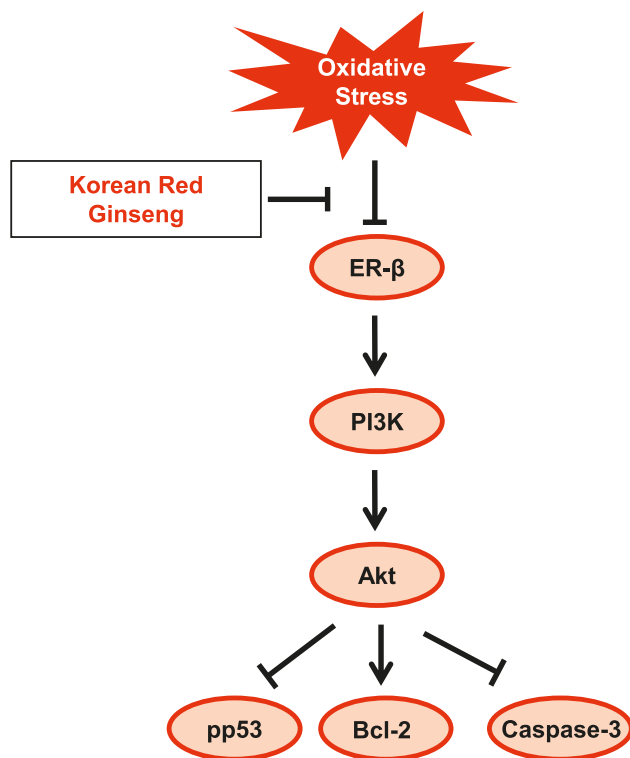 Oxidative
Stress
Korean Red
Ginseng
ER-β
PI3K
Akt
pp53
Bcl-2
Caspase-3